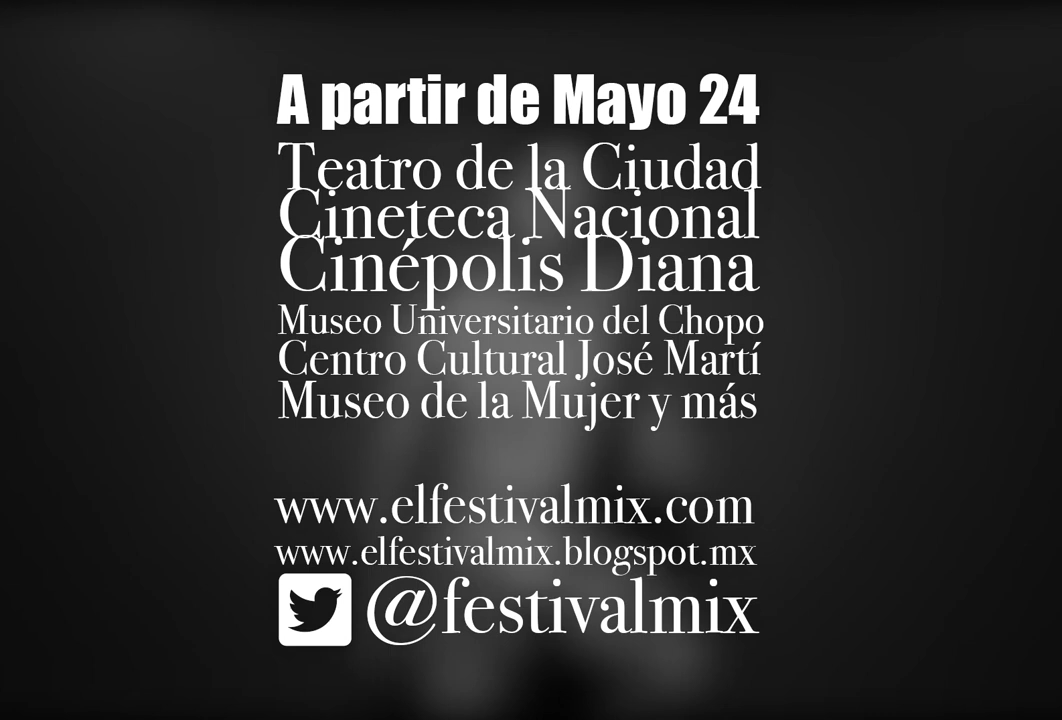 A partir de Mayo 24
Teatro de la Ciudad
Cineteca Nacional
Cinépolis Diana
Museo Universitario del Chopo
Centro Cultural José Martí
Museo de la Mujer y más
www.elfestivalmix.com
www.elfestivalmix.blogspot.mx
@festivalmix